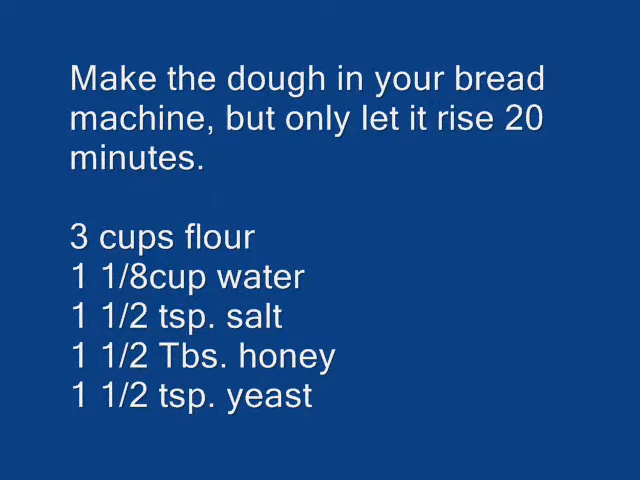 Make the dough in your bread
machine, but only let it rise 20
minutes.
3 cups flour
1 1/8cup water
1 1/2 tsp. salt
1 1/2 Tbs. honey
1 1/2 tsp. yeast